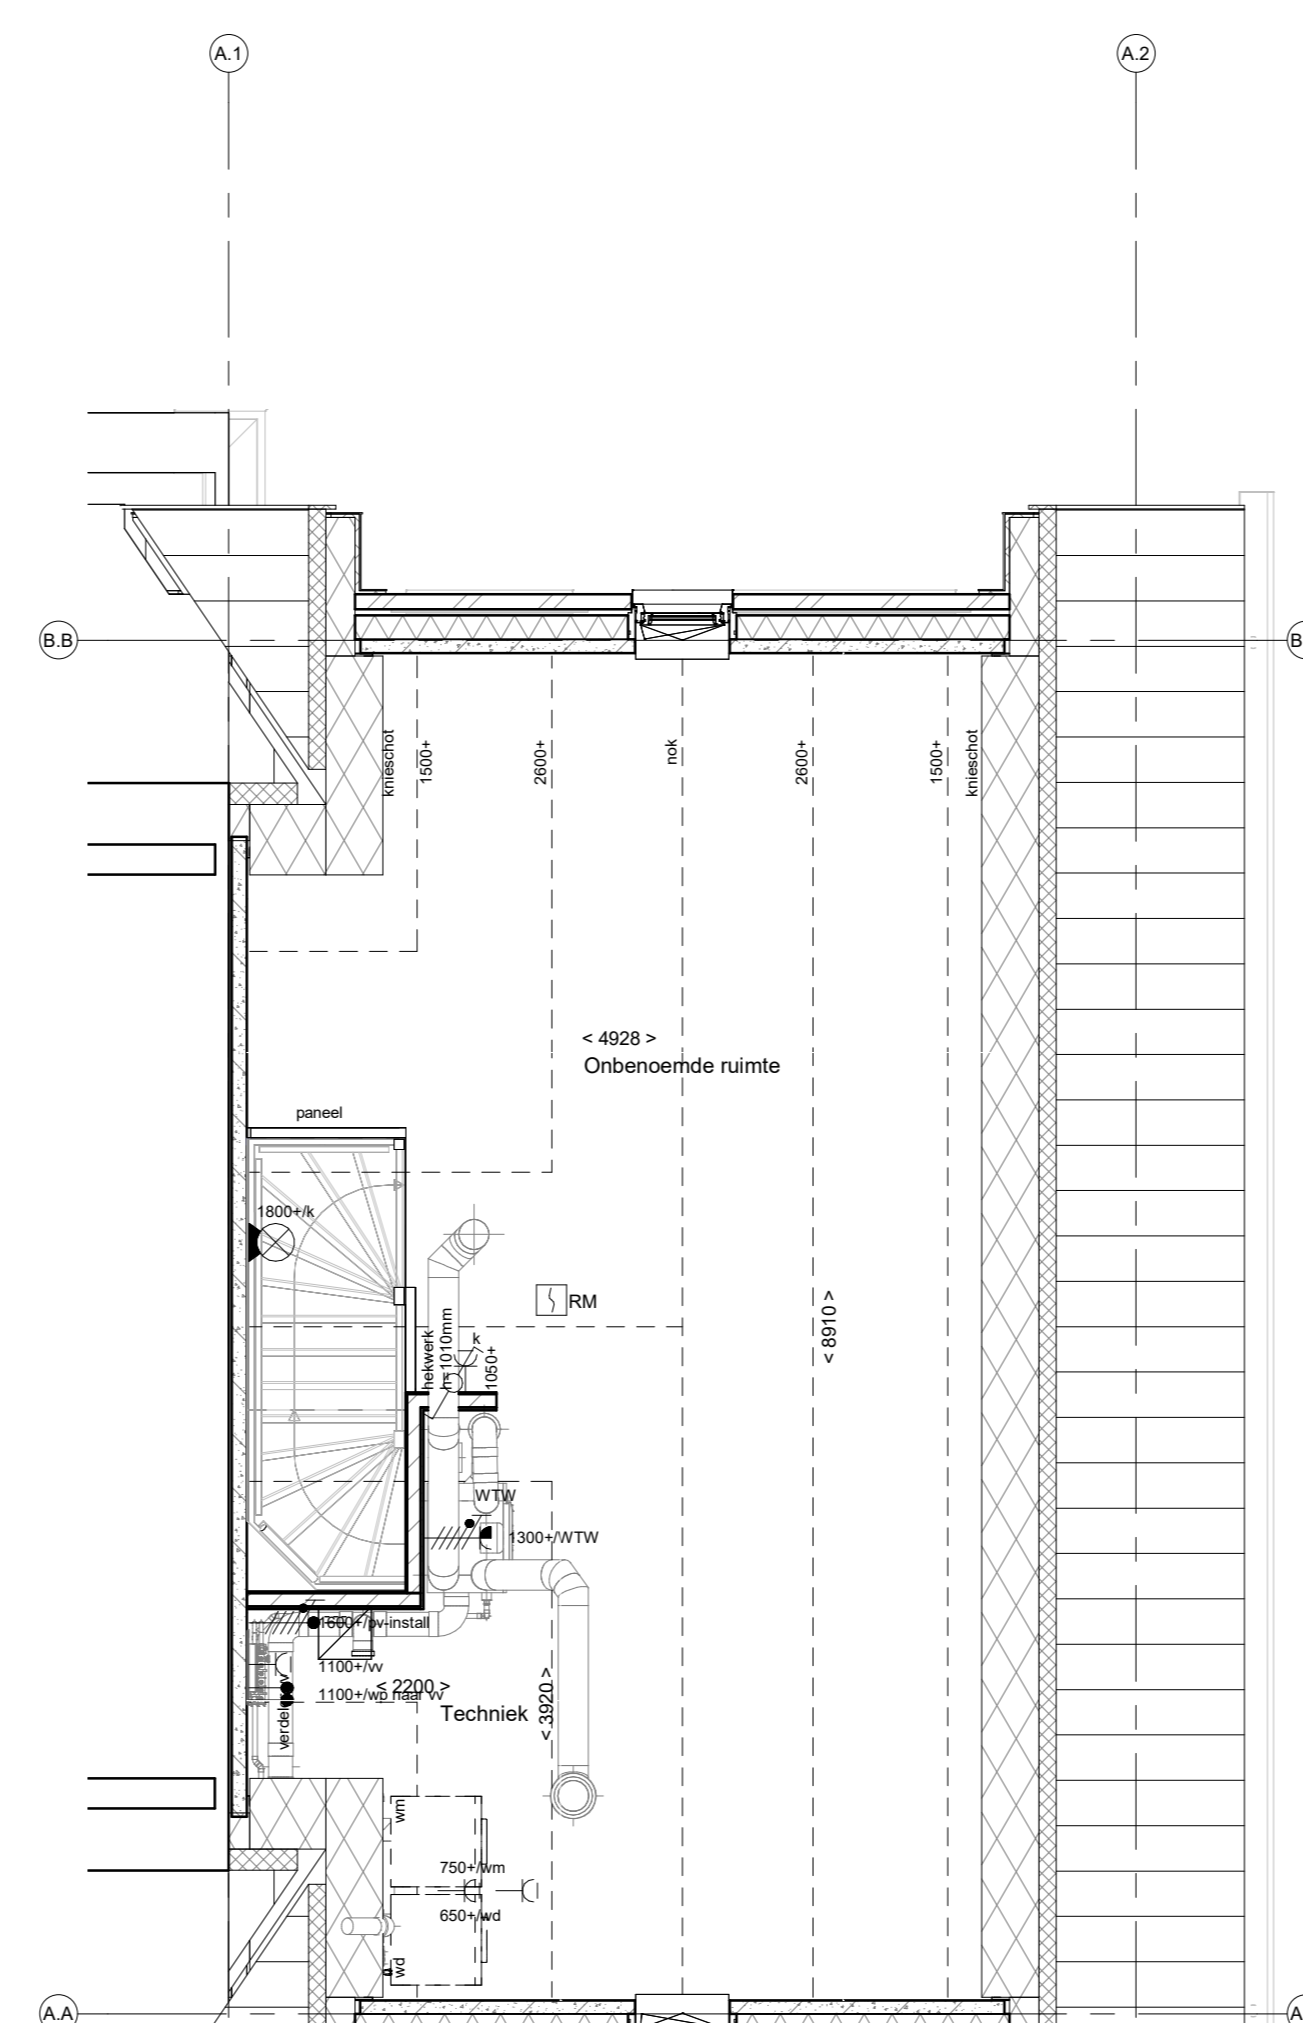 A.1
A.2
B.B
B
knieschot
1500+
2600+
nok
2600+
1500+
knieschot
< 4928 >
Onbenoemde ruimte
paneel
1800+/k
RM
< 8910 >
hekwerk
h=1010mm
k
1050+
WTW
1300+/WTW
1600+/pv-install
1100+/vv
< 2200 >
1100+/wp naar vv
Techniek
< 3920 >
wm
750+/wm
650+/wd
wd
A.A
A